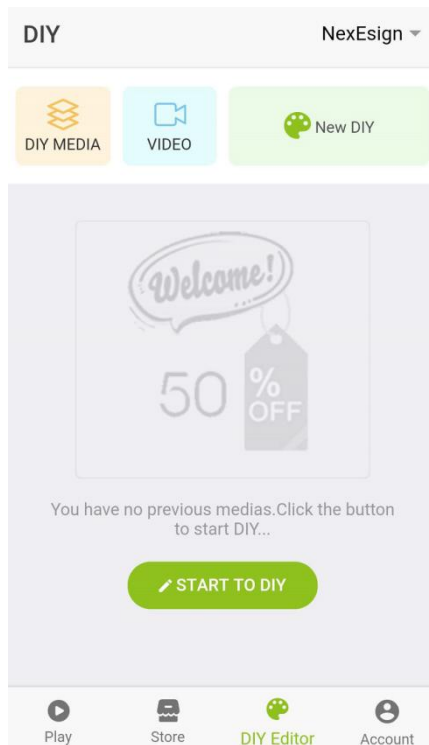 DIY
NexEsign
DIY MEDIA
VIDEO
New DIY
Welcome!
50
%
OFF
You have no previous medias.Click the button
to start DIY...
START TO DIY
Play
Store
DIY Editor
Account